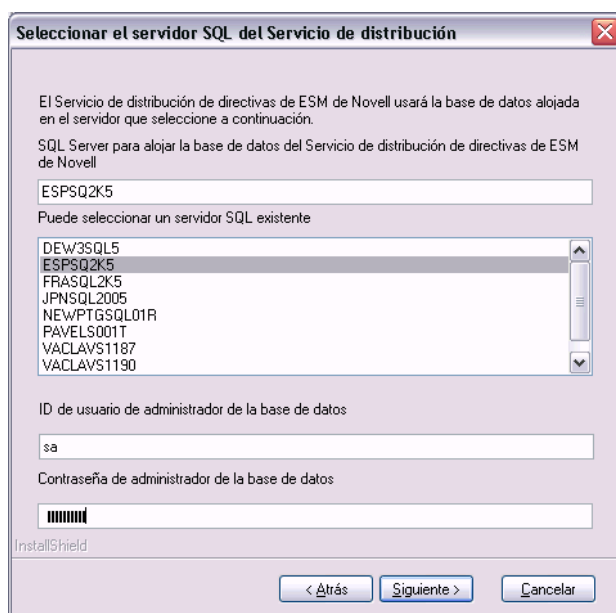 Seleccionar el servidor SQL del Servicio de distribución
El Servicio de distribución de directivas de ESM de Novell usará la base de datos alojada
en el servidor que seleccione a continuación.
SQL Server para alojar la base de datos del Servicio de distribución de directivas de ESM
de Novell
ESPSQ2K5
Puede seleccionar un servidor SQL existente
DEW3SQL5
ESPSQ2K5
FRASQL2K5
JPNSQL2005
NEWPTGSQL01R
PAVELS001T
VACLAVS1187
VACLAVS1190
ID de usuario de administrador de la base de datos
sa
Contraseña de administrador de la base de datos
InstallShield
< Atrás Siguiente > Cancelar